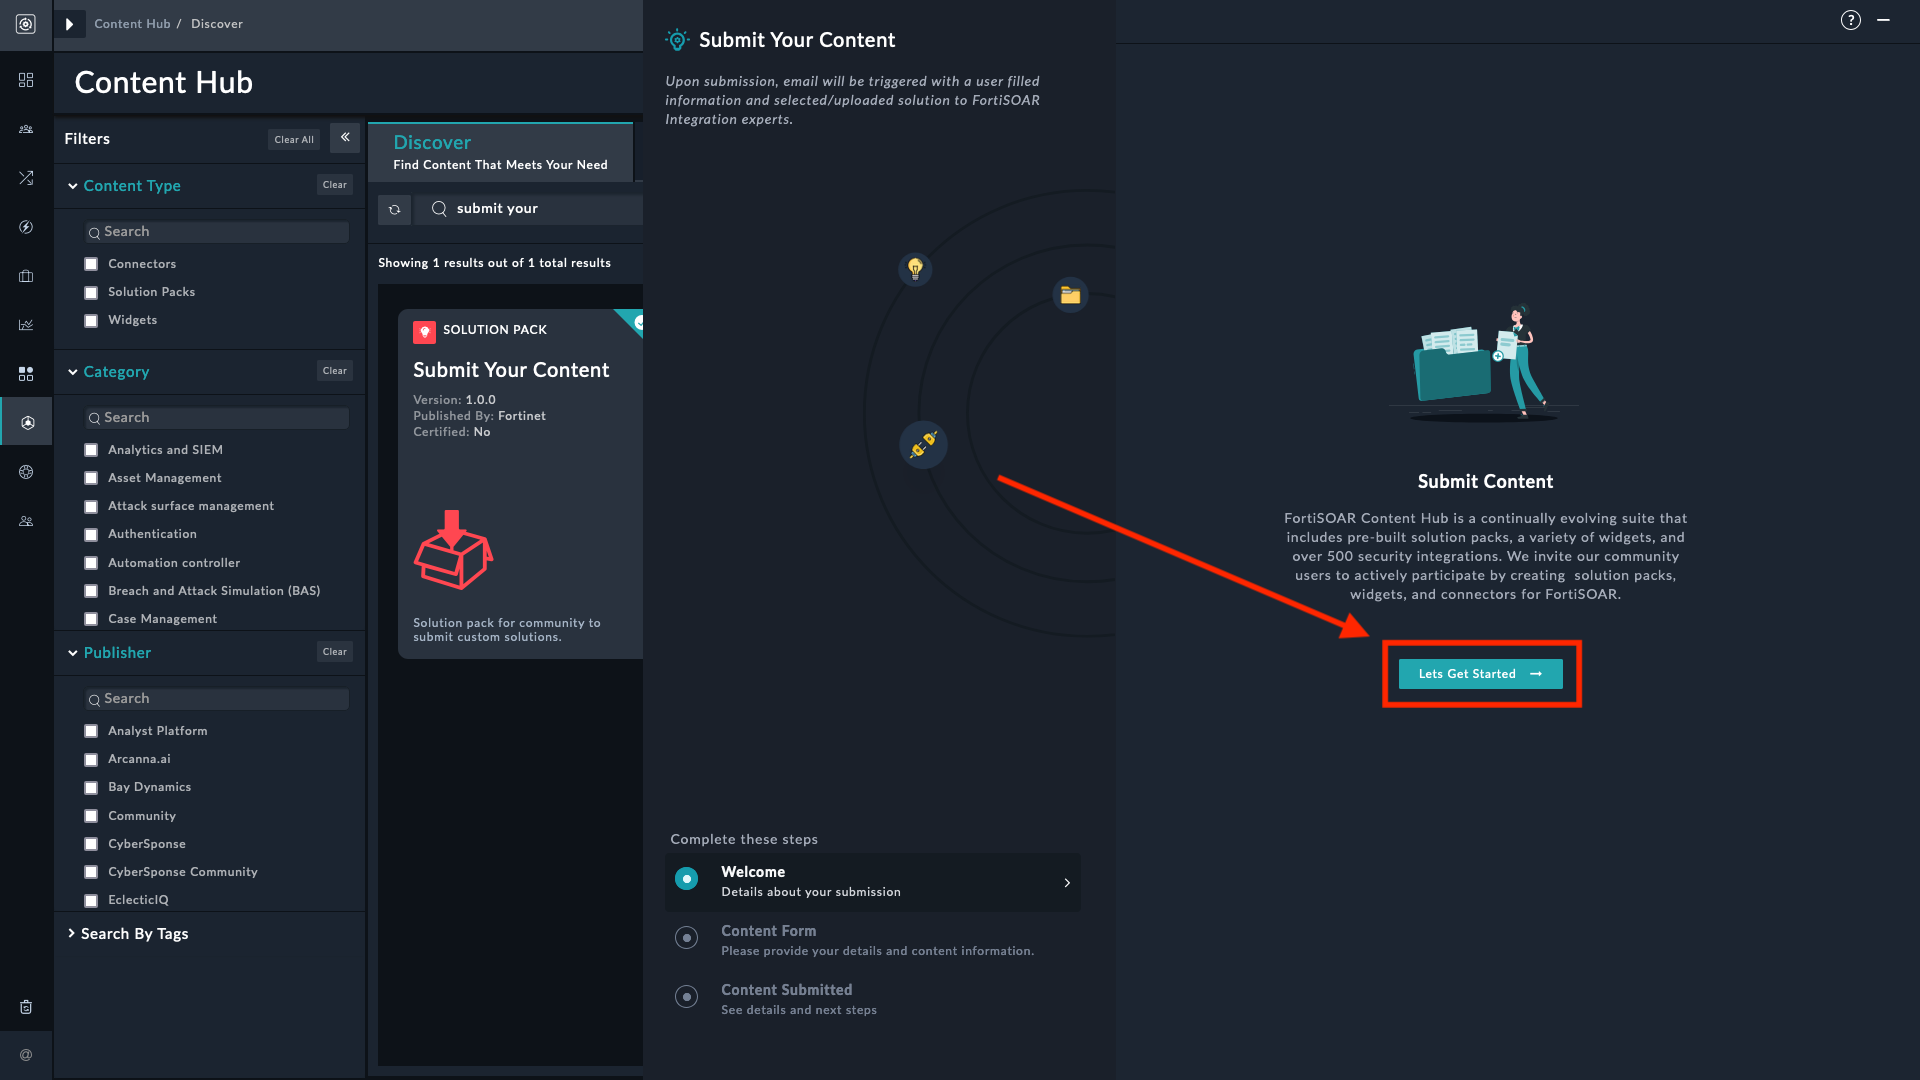 Content Hub / Discover
Content Hub
Filters
Clear All
Content Type
Clear
Search
Connectors
Solution Packs
Widgets
Category
Clear
Search
Analytics and SIEM
Asset Management
Attack surface management
Authentication
Automation controller
Breach and Attack Simulation (BAS)
Case Management
Publisher
Clear
Search
Analyst Platform
Arcanna.ai
Bay Dynamics
Community
CyberSponse
CyberSponse Community
EclecticIQ
Search By Tags
@
Discover
Find Content That Meets Your Need
submit your
Showing 1 results out of 1 total results
SOLUTION PACK
Submit Your Content
Version: 1.0.0
Published By: Fortinet
Certified: No
Solution pack for community to
submit custom solutions.
Submit Your Content
Upon submission, email will be triggered with a user filled
information and selected/uploaded solution to FortiSOAR
Integration experts.
Complete these steps
Welcome
Details about your submission
Content Form
Please provide your details and content information.
Content Submitted
See details and next steps
?
Submit Content
FortiSOAR Content Hub is a continually evolving suite that
includes pre-built solution packs, a variety of widgets, and
over 500 security integrations. We invite our community
users to actively participate by creating solution packs,
widgets, and connectors for FortiSOAR.
Lets Get Started